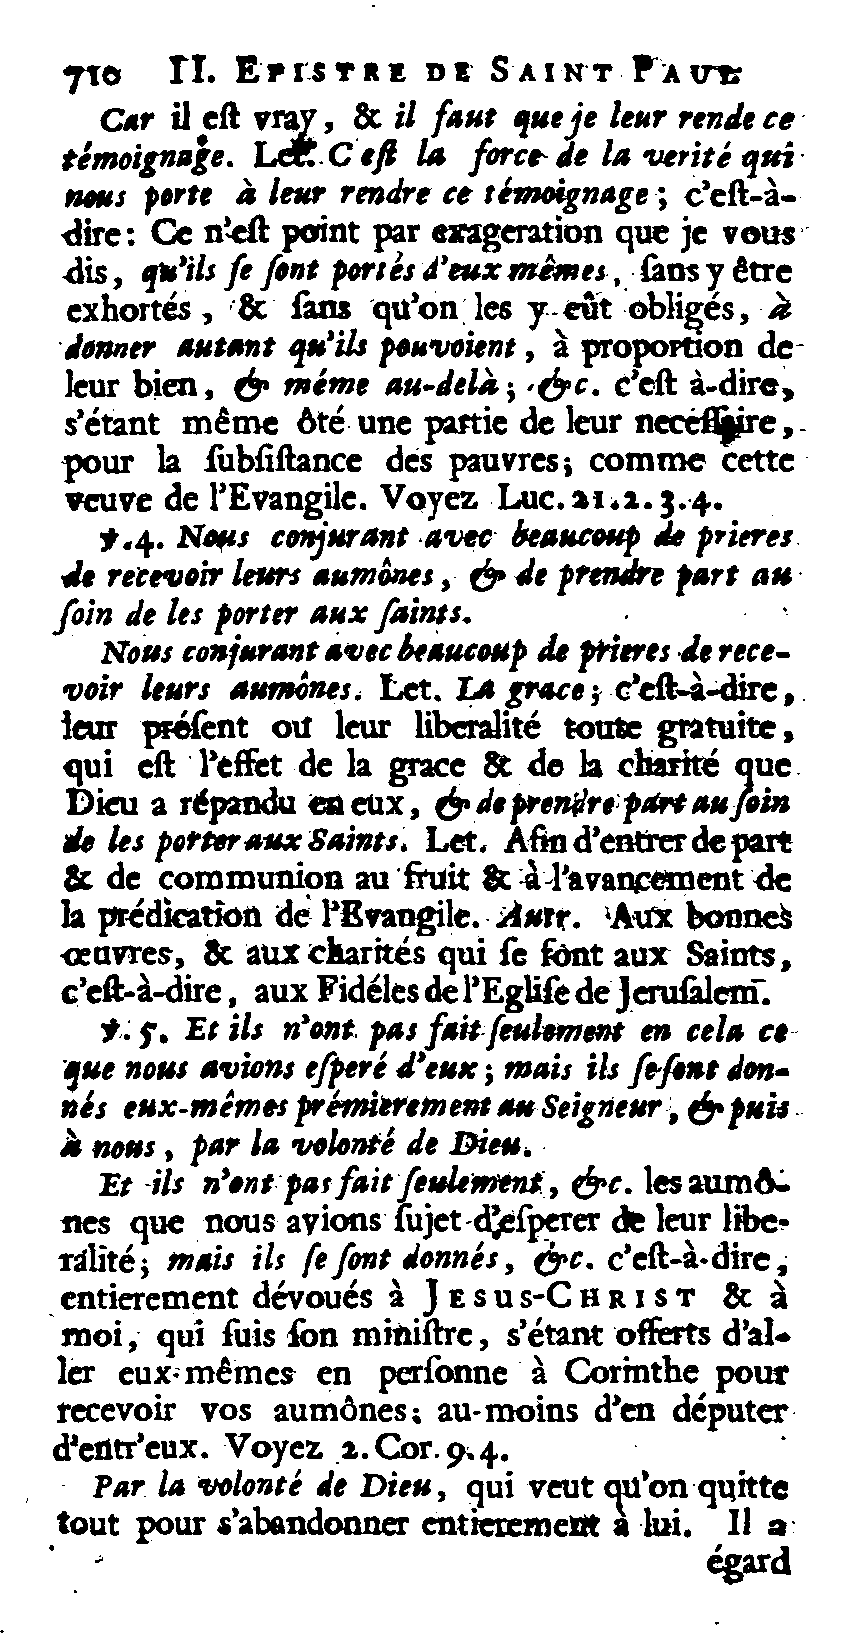 710 II. EPISTRE DE SAINT PAUL
Car il eſt vray, & il faut que je leur rende ce
témoignage. Let. C'eſt la force de la verité qui
nous porte à leur rendre ce témoignage; c'eſt-à-
dire: Ce n'eſt point par exageration que je vous
dis, qu'ils ſe ſont portés d'eux mêmes, ſans y être
exhortés, & ſans qu'on les y eût obligés, à
donner autant qu'ils pouvoient, à proportion de
leur bien, & méme au-delà; &c. c'eſt à-dire,
s'étant même ôté une partie de leur neceſſaire,
pour la ſubſiſtance des pauvres; comme cette
veuve de l'Evangile. Voyez Luc. 21. 2. 3. 4.
℣. 4. Nous conjurant avec beaucoup de prieres
de recevoir leurs aumônes, & de prendre part au
ſoin de les porter aux ſaints.
Nous conjurant avec beaucoup de prieres de rece-
voir leurs aumônes. Let. La grace; c'eſt-à-dire,
leur préſent ou leur liberalité toute gratuite,
qui eſt l'effet de la grace & de la charité que
Dieu a répandu en eux, & de prendre part au ſoin
de les porter aux Saints. Let. Afin d'entrer de part
& de communion au fruit & à l'avancement de
la prédication de l'Evangile. Autr. Aux bonnes
œuvres, & aux charités qui ſe font aux Saints,
c'eſt-à-dire, aux Fidéles de l'Egliſe de Jeruſalem.
℣. 5. Et ils n'ont pas fait ſeulement en cela ce
que nous avions eſperé d'eux; mais ils ſe ſont don-
nés eux-mêmes prémierement au Seigneur, & puis
à nous, par la volonté de Dieu.
Et ils n'ont pas fait ſeulement, &c. les aumô-
nes que nous avions ſujet d'eſperer de leur libe-
ralité; mais ils ſe ſont donnés, &c. c'eſt-à-dire,
entierement dévoués à JESUS-CHRIST & à
moi, qui ſuis ſon miniſtre, s'étant offerts d'al-
ler eux-mêmes en perſonne à Corinthe pour
recevoir vos aumônes; au-moins d'en députer
d'entr'eux. Voyez 2. Cor. 9. 4.
Par la volonté de Dieu, qui veut qu'on quitte
tout pour s'abandonner entierement à lui. Il a
égard